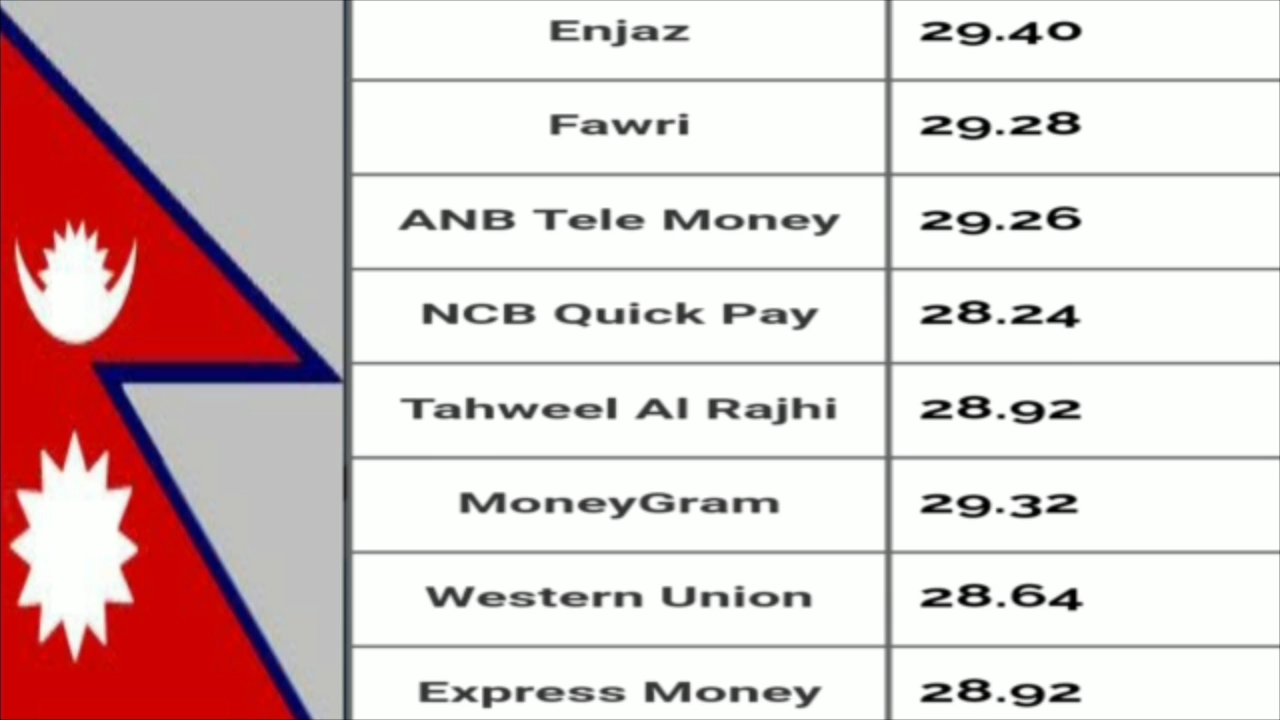 Enjaz 29.40
Fawri 29.28
ANB Tele Money 29.26
NCB Quick Pay 28.24
Tahweel Al Rajhi 28.92
MoneyGram 29.32
Western Union 28.64
Express Money 28.92